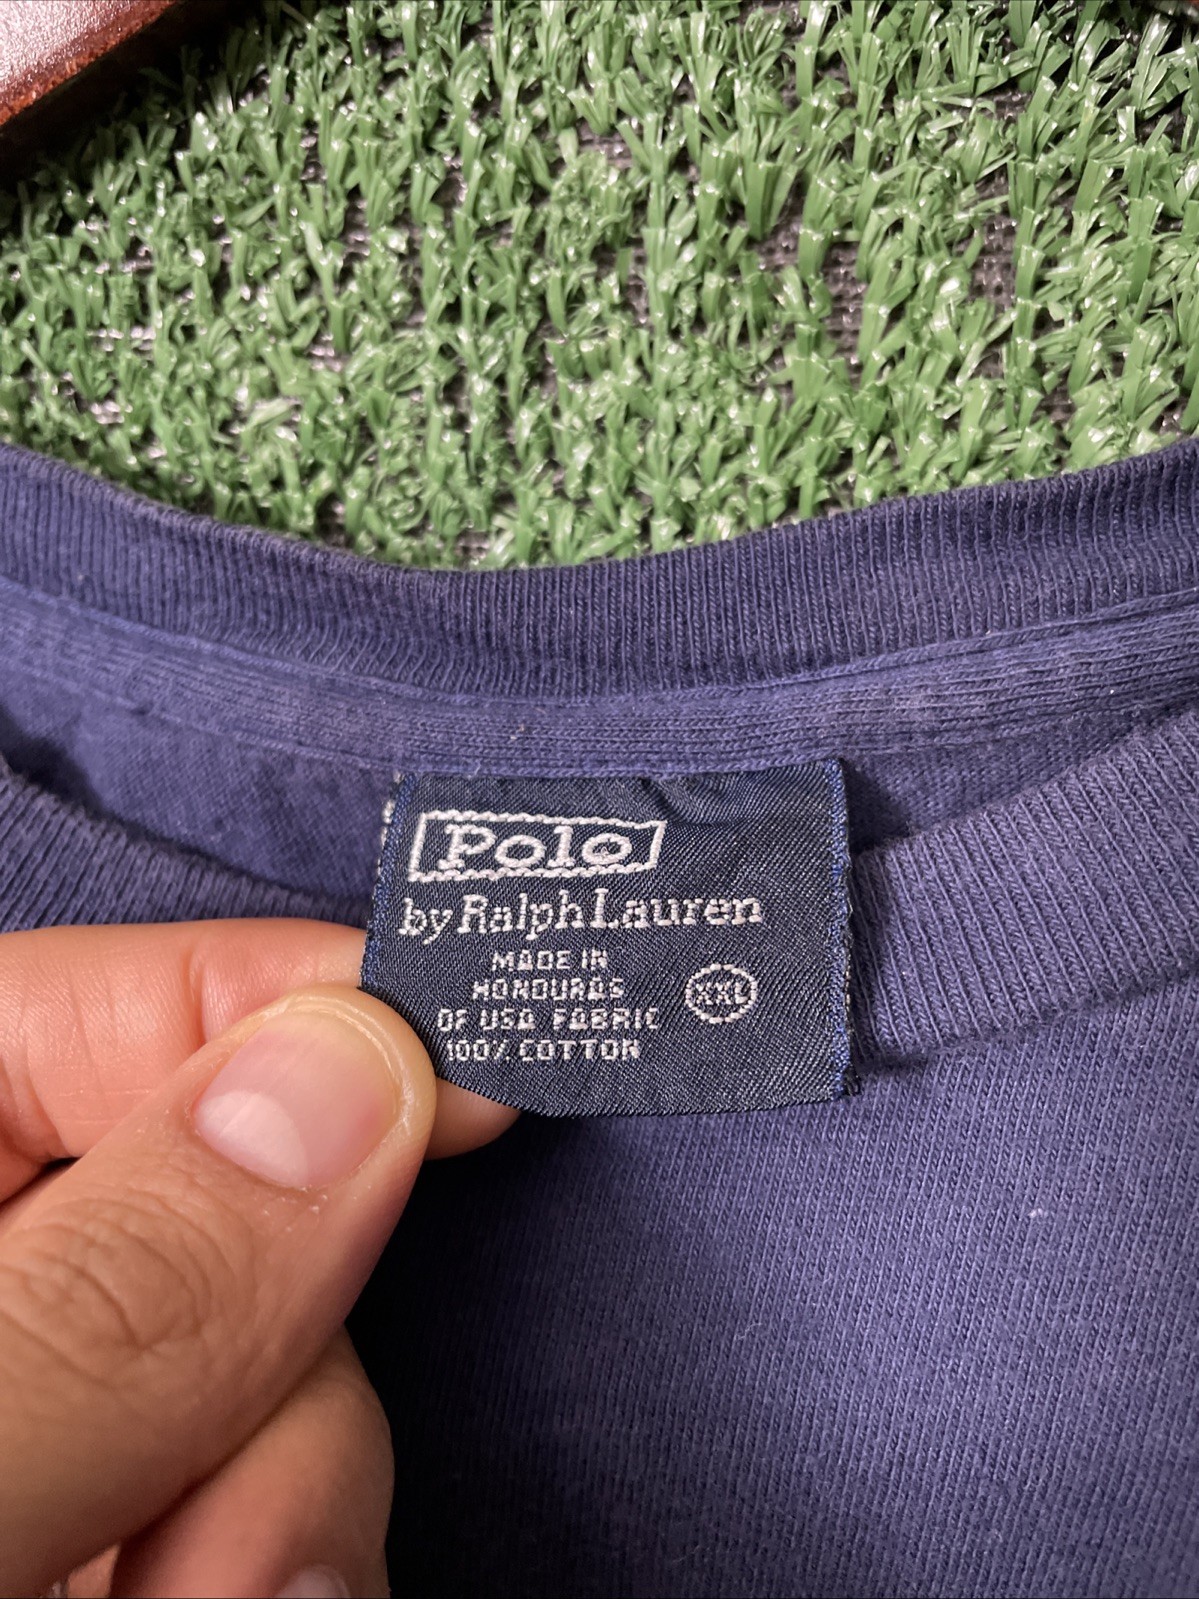 Polo
by Ralph Lauren
MADE IN
HONDURAS
OF USA FABRIC
100% COTTON
XXL